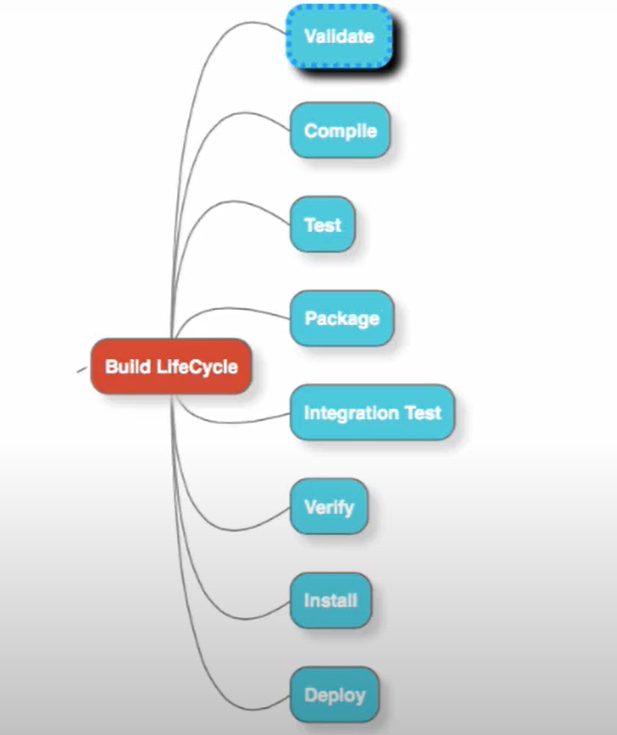 Validate
Compile
Test
Package
Build LifeCycle
Integration Test
Verify
Install
Deploy